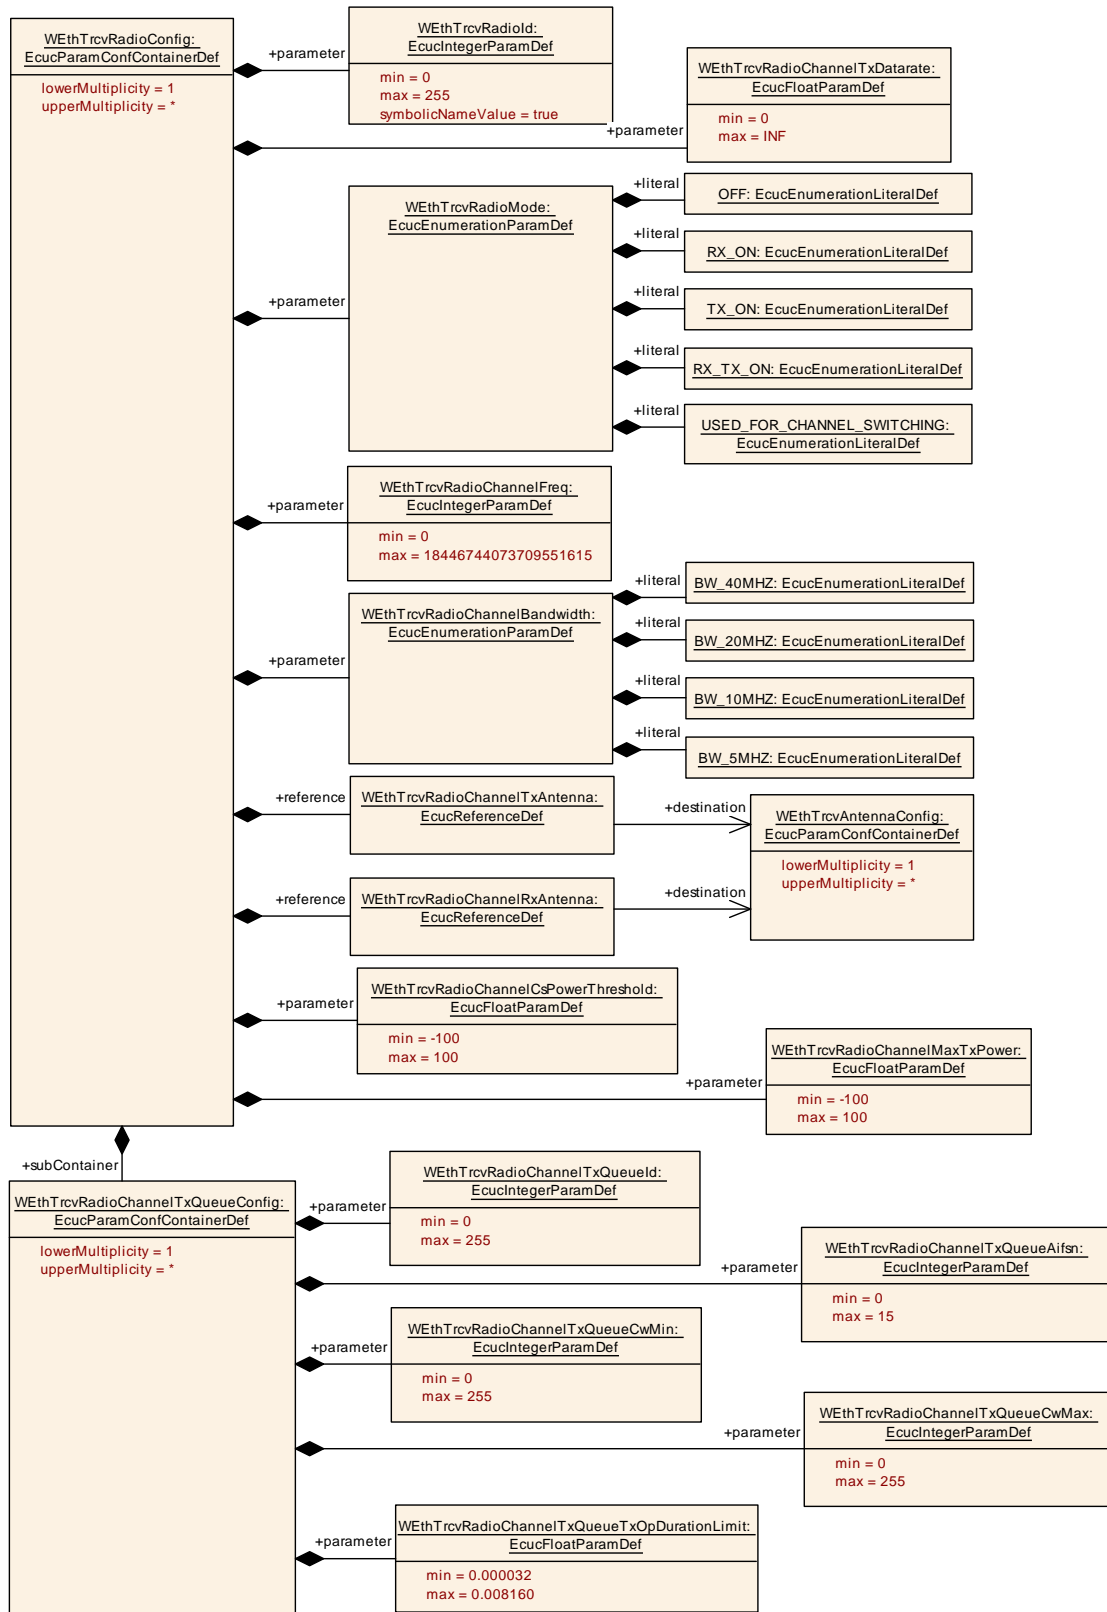 WEthTrcvRadioConfig:
EcucParamConfContainerDef
lowerMultiplicity = 1
upperMultiplicity = *
+parameter
WEthTrcvRadioId:
EcucIntegerParamDef
min = 0
max = 255
symbolicNameValue = true
+parameter
WEthTrcvRadioChannelTxDatarate:
EcucFloatParamDef
min = 0
max = INF
+parameter
WEthTrcvRadioMode:
EcucEnumerationParamDef
+literal
OFF: EcucEnumerationLiteralDef
+literal
RX_ON: EcucEnumerationLiteralDef
+literal
TX_ON: EcucEnumerationLiteralDef
+literal
RX_TX_ON: EcucEnumerationLiteralDef
+literal
USED_FOR_CHANNEL_SWITCHING:
EcucEnumerationLiteralDef
+parameter
WEthTrcvRadioChannelFreq:
EcucIntegerParamDef
min = 0
max = 18446744073709551615
+parameter
WEthTrcvRadioChannelBandwidth:
EcucEnumerationParamDef
+literal
BW_40MHZ: EcucEnumerationLiteralDef
+literal
BW_20MHZ: EcucEnumerationLiteralDef
+literal
BW_10MHZ: EcucEnumerationLiteralDef
+literal
BW_5MHZ: EcucEnumerationLiteralDef
+reference
WEthTrcvRadioChannelTxAntenna:
EcucReferenceDef
+destination
WEthTrcvAntennaConfig:
EcucParamConfContainerDef
lowerMultiplicity = 1
upperMultiplicity = *
+reference
WEthTrcvRadioChannelRxAntenna:
EcucReferenceDef
+destination
+parameter
WEthTrcvRadioChannelCsPowerThreshold:
EcucFloatParamDef
min = -100
max = 100
+parameter
WEthTrcvRadioChannelMaxTxPower:
EcucFloatParamDef
min = -100
max = 100
+subContainer
WEthTrcvRadioChannelTxQueueConfig:
EcucParamConfContainerDef
lowerMultiplicity = 1
upperMultiplicity = *
+parameter
WEthTrcvRadioChannelTxQueueId:
EcucIntegerParamDef
min = 0
max = 255
+parameter
WEthTrcvRadioChannelTxQueueAifsn:
EcucIntegerParamDef
min = 0
max = 15
+parameter
WEthTrcvRadioChannelTxQueueCwMin:
EcucIntegerParamDef
min = 0
max = 255
+parameter
WEthTrcvRadioChannelTxQueueCwMax:
EcucIntegerParamDef
min = 0
max = 255
+parameter
WEthTrcvRadioChannelTxQueueTxOpDurationLimit:
EcucFloatParamDef
min = 0.000032
max = 0.008160